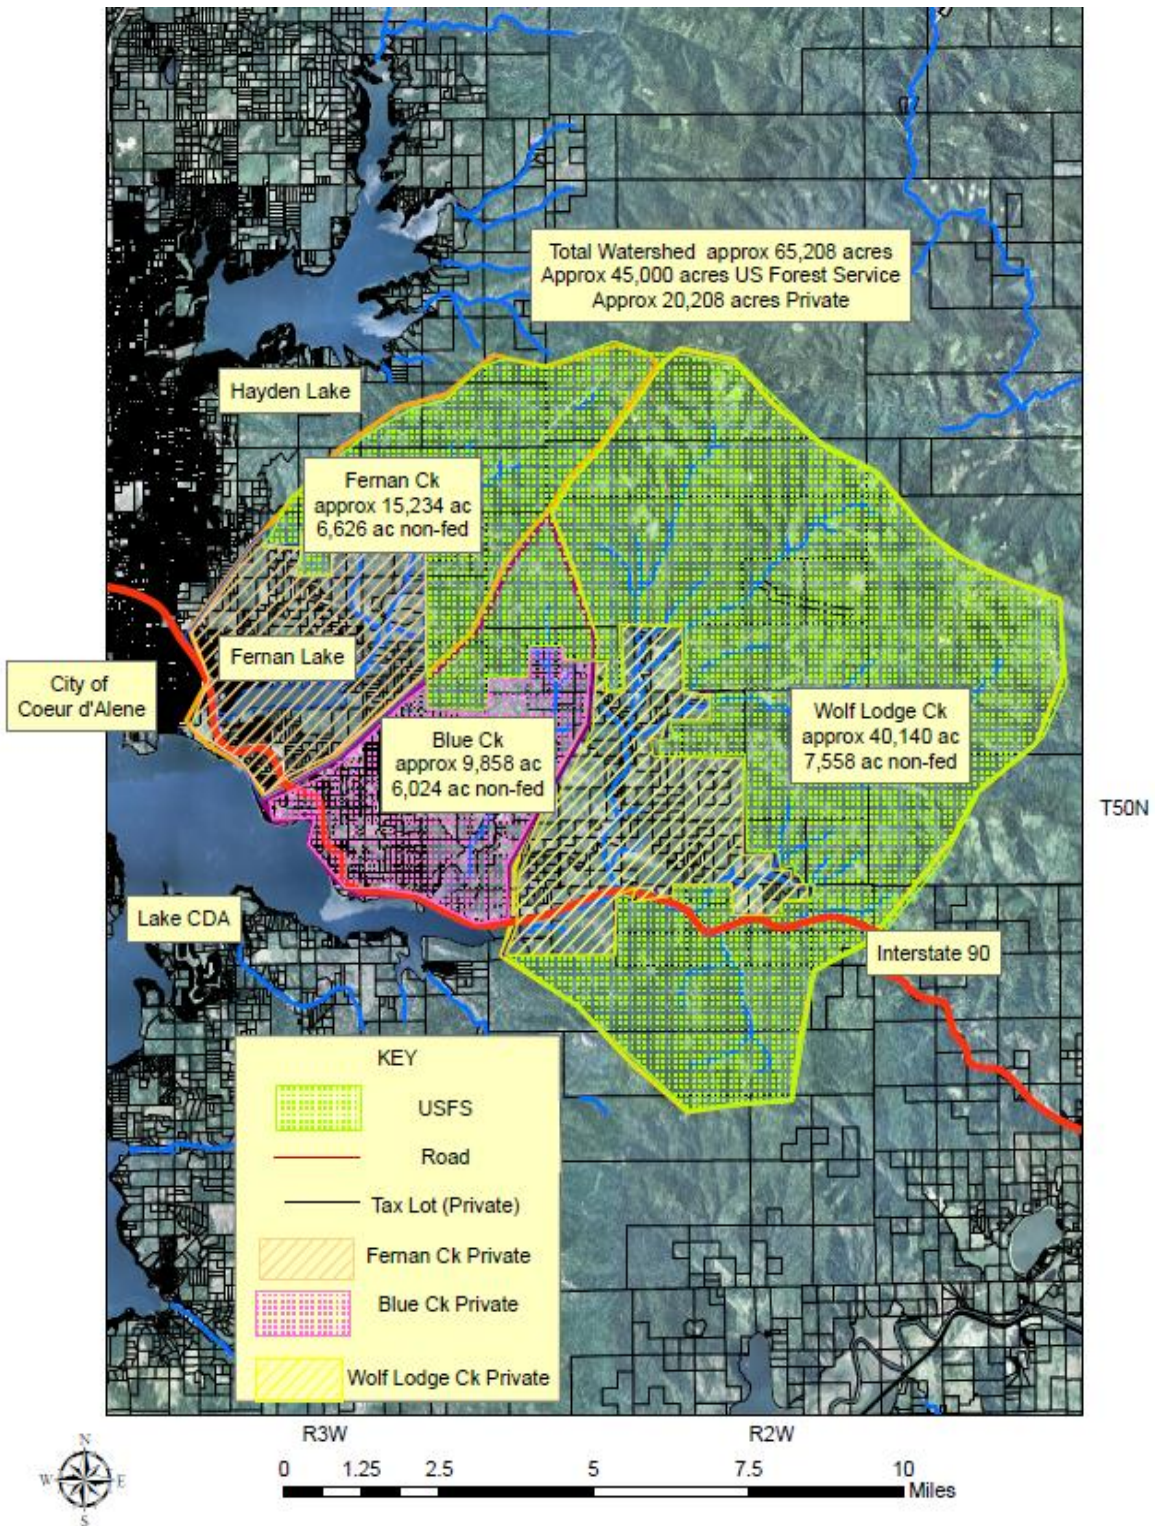 Total Watershed approx 65,208 acres
Approx 45,000 acres US Forest Service
Approx 20,208 acres Private
Hayden Lake
Fernan Ck
approx 15,234 ac
6,626 ac non-fed
Fernan Lake
City of
Coeur d'Alene
Blue Ck
approx 9,858 ac
6,024 ac non-fed
Wolf Lodge Ck
approx 40,140 ac
7,558 ac non-fed
T50N
Lake CDA
Interstate 90
KEY
USFS
Road
Tax Lot (Private)
Fernan Ck Private
Blue Ck Private
Wolf Lodge Ck Private
R3W R2W
N
W E
S
0 1.25 2.5 5 7.5 10
Miles